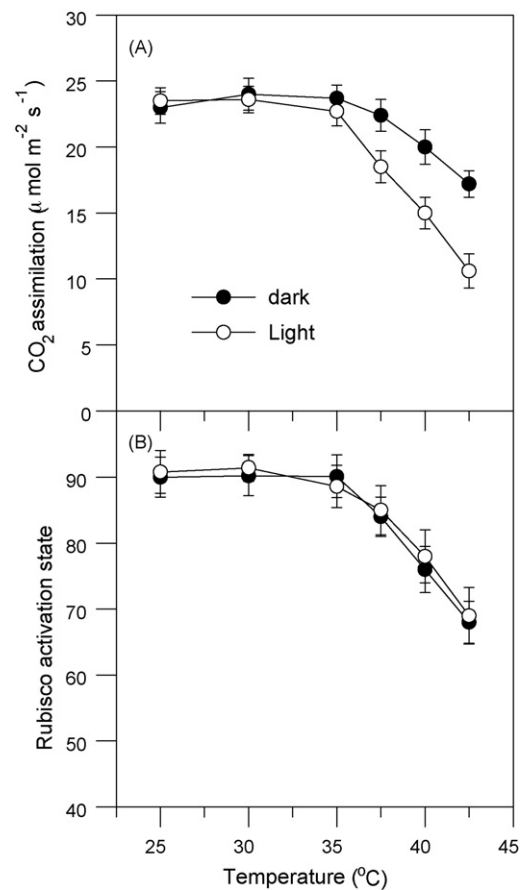 (A)
30
25
20
15
10
5
0
CO₂ assimilation (μ mol m⁻² s⁻¹)
dark
Light
(B)
90
80
70
60
50
40
Rubisco activation state
25 30 35 40 45
Temperature (ºC)